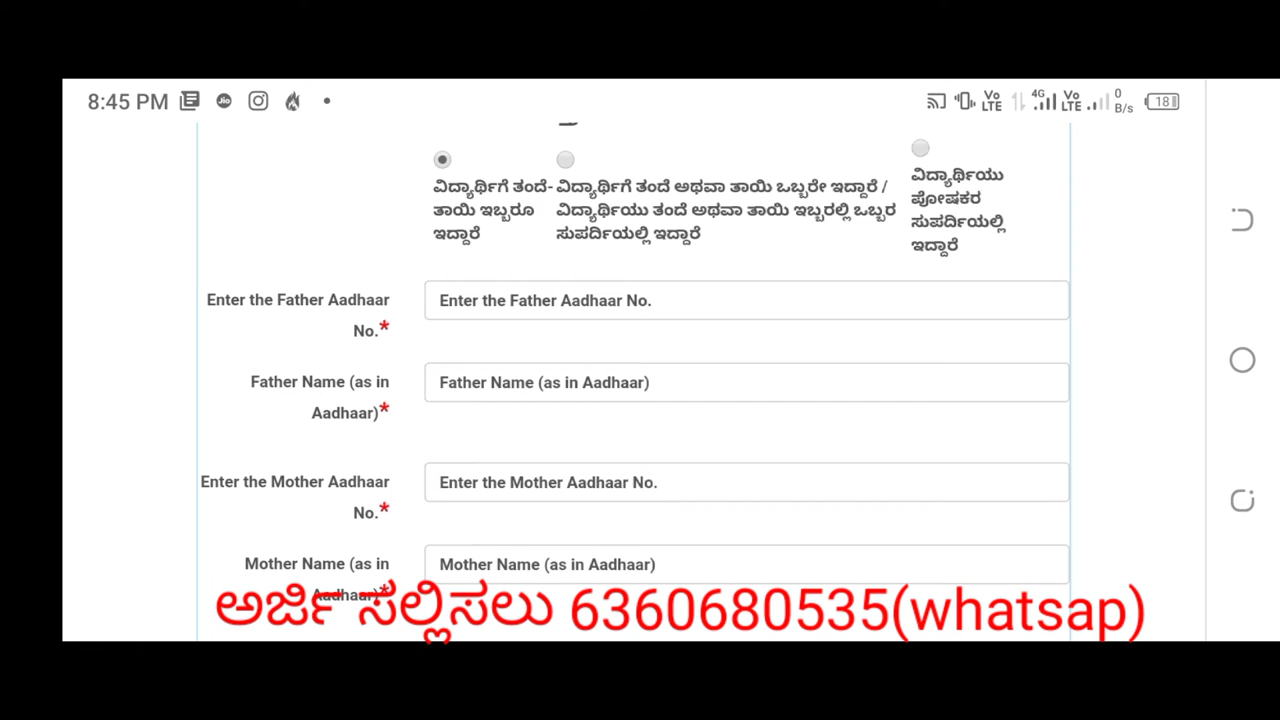 8:45 PM
Vo LTE 4G Vo LTE 0 B/s 18
ವಿದ್ಯಾರ್ಥಿಗೆ ತಂದೆ-
ತಾಯಿ ಇಬ್ಬರೂ
ಇದ್ದಾರೆ
ವಿದ್ಯಾರ್ಥಿಗೆ ತಂದೆ ಅಥವಾ ತಾಯಿ ಒಬ್ಬರೇ ಇದ್ದಾರೆ /
ವಿದ್ಯಾರ್ಥಿಯು ತಂದೆ ಅಥವಾ ತಾಯಿ ಇಬ್ಬರಲ್ಲಿ ಒಬ್ಬರ
ಸುಪರ್ದಿಯಲ್ಲಿ ಇದ್ದಾರೆ
ವಿದ್ಯಾರ್ಥಿಯು
ಪೋಷಕರ
ಸುಪರ್ದಿಯಲ್ಲಿ
ಇದ್ದಾರೆ
Enter the Father Aadhaar
No.*
Enter the Father Aadhaar No.
Father Name (as in
Aadhaar)*
Father Name (as in Aadhaar)
Enter the Mother Aadhaar
No.*
Enter the Mother Aadhaar No.
Mother Name (as in
Aadhaar)*
Mother Name (as in Aadhaar)
ಅರ್ಜಿ ಸಲ್ಲಿಸಲು 6360680535(whatsap)